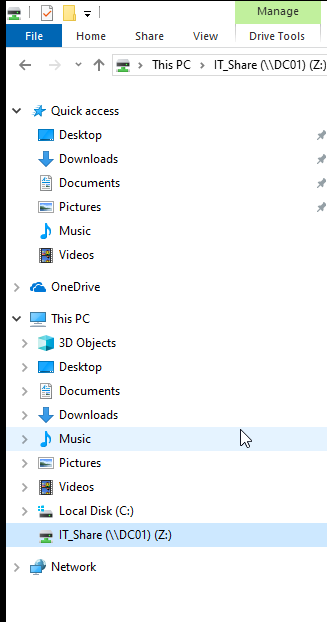 Manage
File Home Share View Drive Tools
This PC IT_Share (\\DC01) (Z:)
Quick access
Desktop
Downloads
Documents
Pictures
Music
Videos
OneDrive
This PC
3D Objects
Desktop
Documents
Downloads
Music
Pictures
Videos
Local Disk (C:)
IT_Share (\\DC01) (Z:)
Network